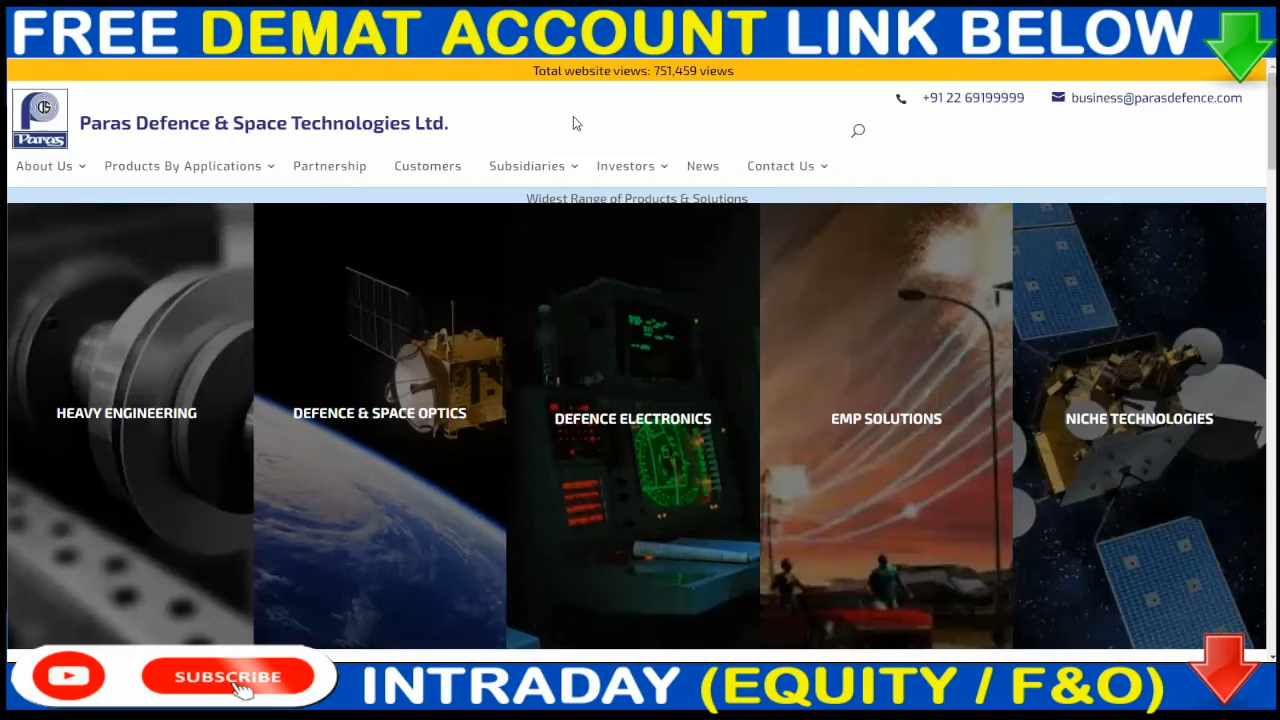 FREE DEMAT ACCOUNT LINK BELOW
Total website views: 751,459 views
+91 22 69199999 business@parasdefence.com
Paras
Paras Defence & Space Technologies Ltd.
About Us Products By Applications Partnership Customers Subsidiaries Investors News Contact Us
Widest Range of Products & Solutions
HEAVY ENGINEERING
DEFENCE & SPACE OPTICS
DEFENCE ELECTRONICS
EMP SOLUTIONS
NICHE TECHNOLOGIES
SUBSCRIBE
INTRADAY (EQUITY / F&O)